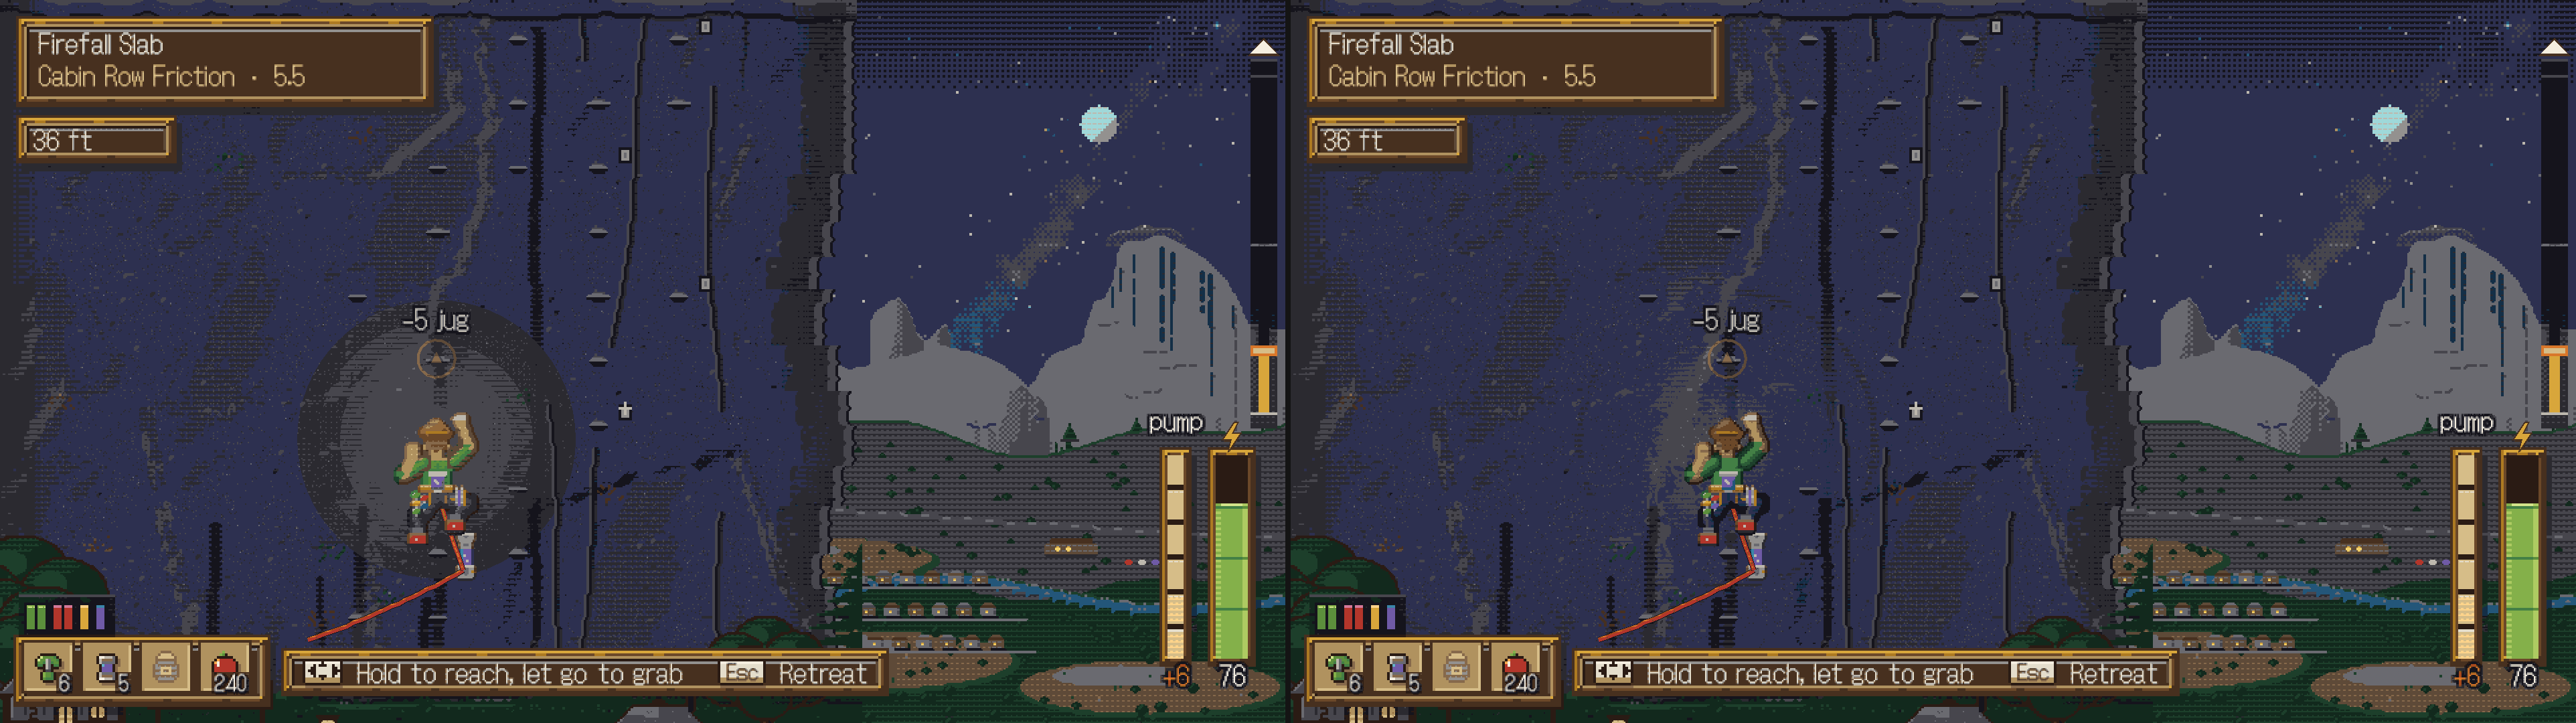 Firefall Slab
Cabin Row Friction · 5.5
36 ft
-5 jug
pump
+6
76
6
5
240
Hold to reach, let go to grab
Esc Retreat
Firefall Slab
Cabin Row Friction · 5.5
36 ft
-5 jug
pump
+6
76
6
5
240
Hold to reach, let go to grab
Esc Retreat